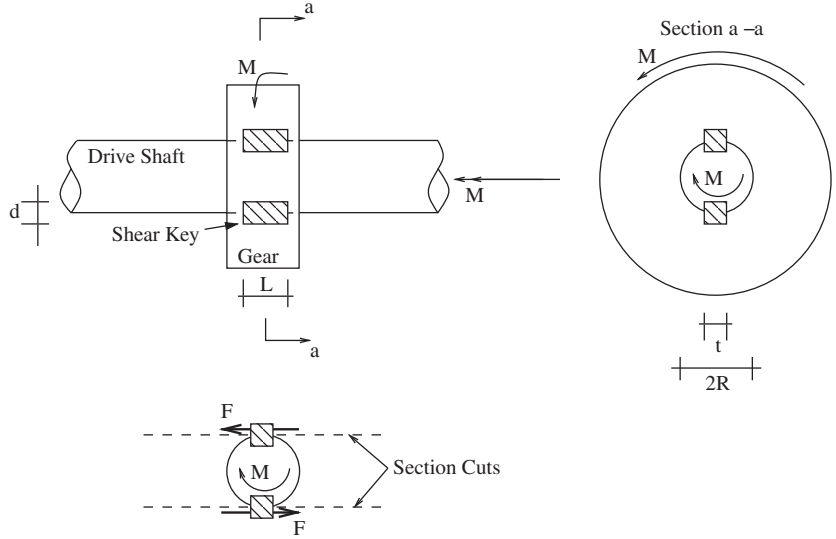 a
Section a –a
M
M
Drive Shaft
M
M
d
Shear Key
Gear
L
a
t
2R
F
M
Section Cuts
F